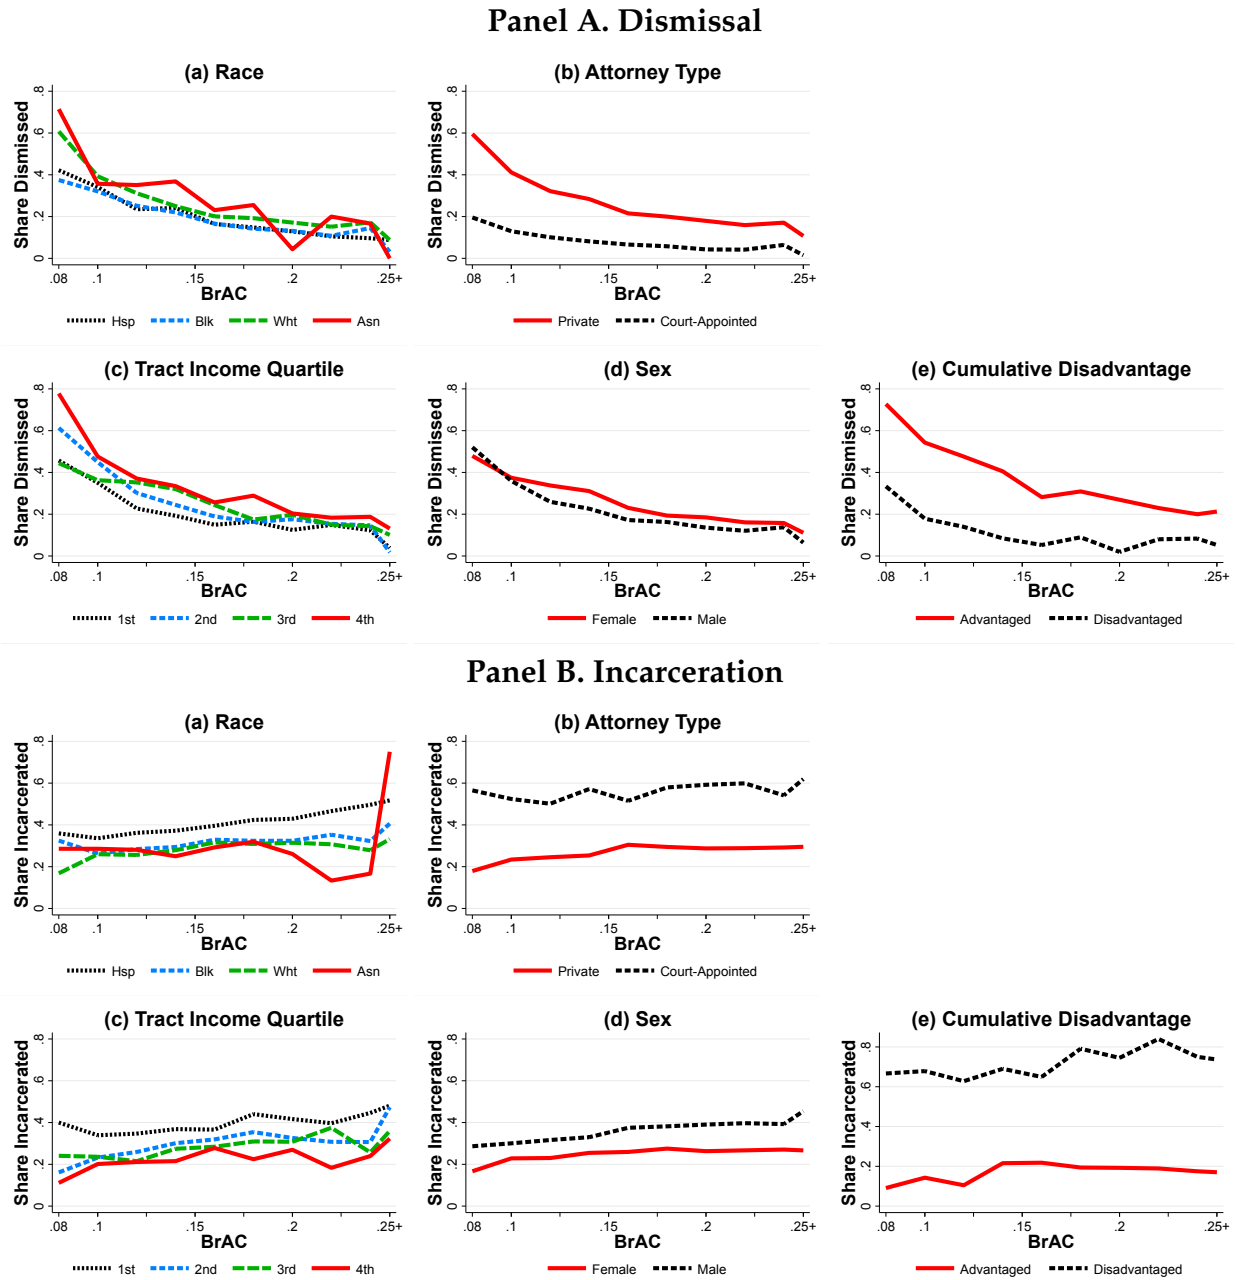 Panel A. Dismissal
(a) Race
Share Dismissed
.8
.6
.4
.2
0
.08 .1 .15 .2 .25+
BrAC
Hsp Blk Wht Asn
(b) Attorney Type
Share Dismissed
.8
.6
.4
.2
0
.08 .1 .15 .2 .25+
BrAC
Private Court-Appointed
(c) Tract Income Quartile
Share Dismissed
.8
.6
.4
.2
0
.08 .1 .15 .2 .25+
BrAC
1st 2nd 3rd 4th
(d) Sex
Share Dismissed
.8
.6
.4
.2
0
.08 .1 .15 .2 .25+
BrAC
Female Male
(e) Cumulative Disadvantage
Share Dismissed
.8
.6
.4
.2
0
.08 .1 .15 .2 .25+
BrAC
Advantaged Disadvantaged
Panel B. Incarceration
(a) Race
Share Incarcerated
.8
.6
.4
.2
0
.08 .1 .15 .2 .25+
BrAC
Hsp Blk Wht Asn
(b) Attorney Type
Share Incarcerated
.8
.6
.4
.2
0
.08 .1 .15 .2 .25+
BrAC
Private Court-Appointed
(c) Tract Income Quartile
Share Incarcerated
.8
.6
.4
.2
0
.08 .1 .15 .2 .25+
BrAC
1st 2nd 3rd 4th
(d) Sex
Share Incarcerated
.8
.6
.4
.2
0
.08 .1 .15 .2 .25+
BrAC
Female Male
(e) Cumulative Disadvantage
Share Incarcerated
.8
.6
.4
.2
0
.08 .1 .15 .2 .25+
BrAC
Advantaged Disadvantaged